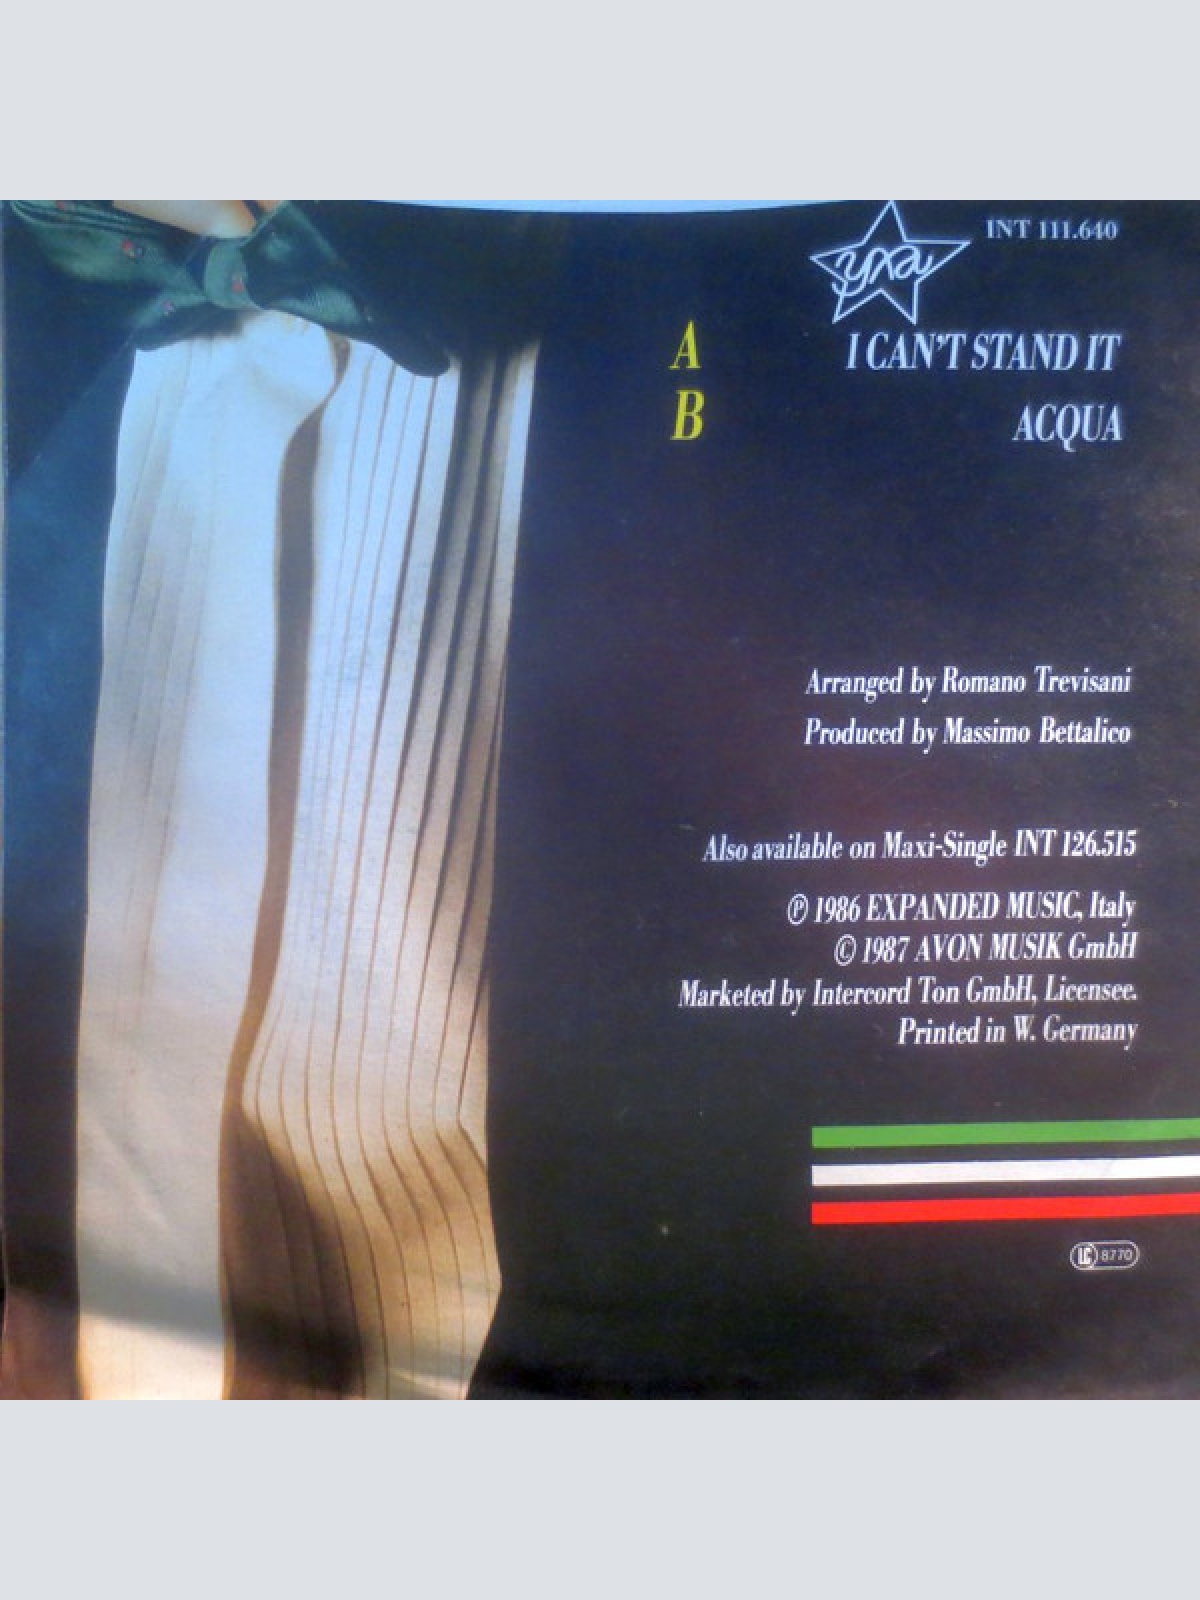 yxa
INT 111.640
A I CAN'T STAND IT
B ACQUA
Arranged by Romano Trevisani
Produced by Massimo Bettalico
Also available on Maxi-Single INT 126.515
℗ 1986 EXPANDED MUSIC, Italy
© 1987 AVON MUSIK GmbH
Marketed by Intercord Ton GmbH, Licensee.
Printed in W. Germany
LC 8770